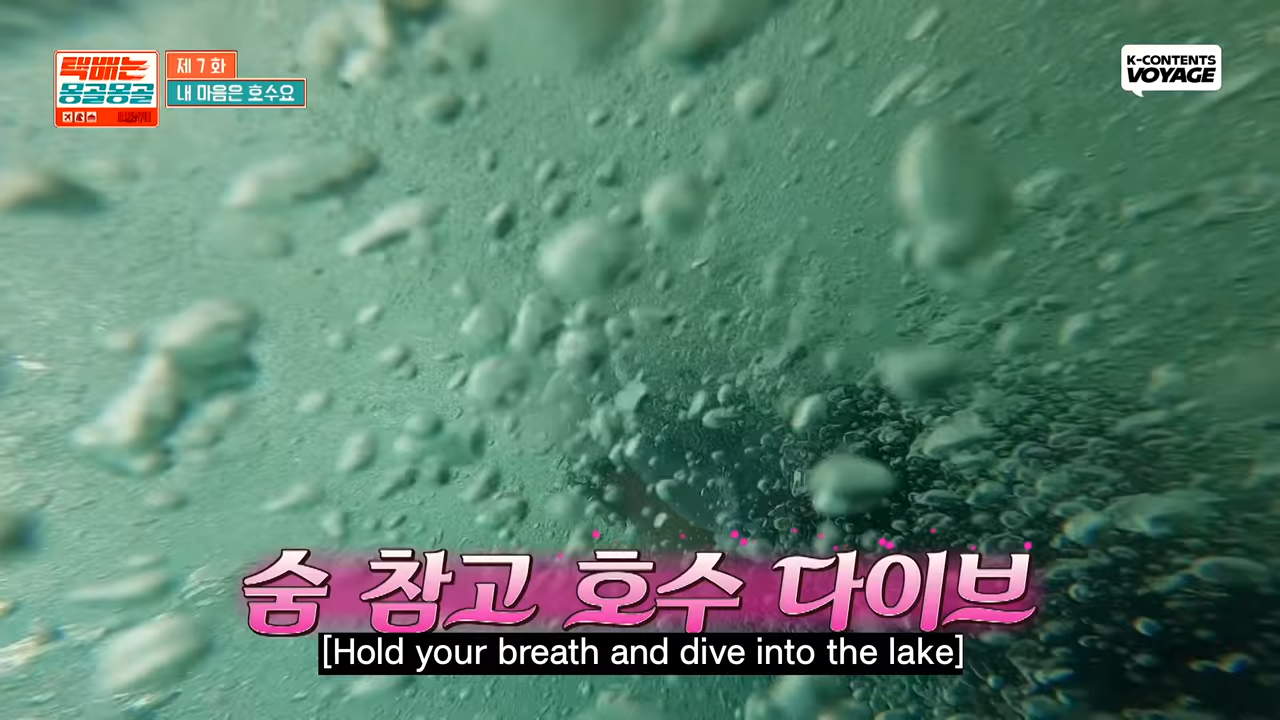 택배는
몽골몽골
제 7 화
내 마음은 호수요
K-CONTENTS
VOYAGE
숨 참고 호수 다이브
[Hold your breath and dive into the lake]